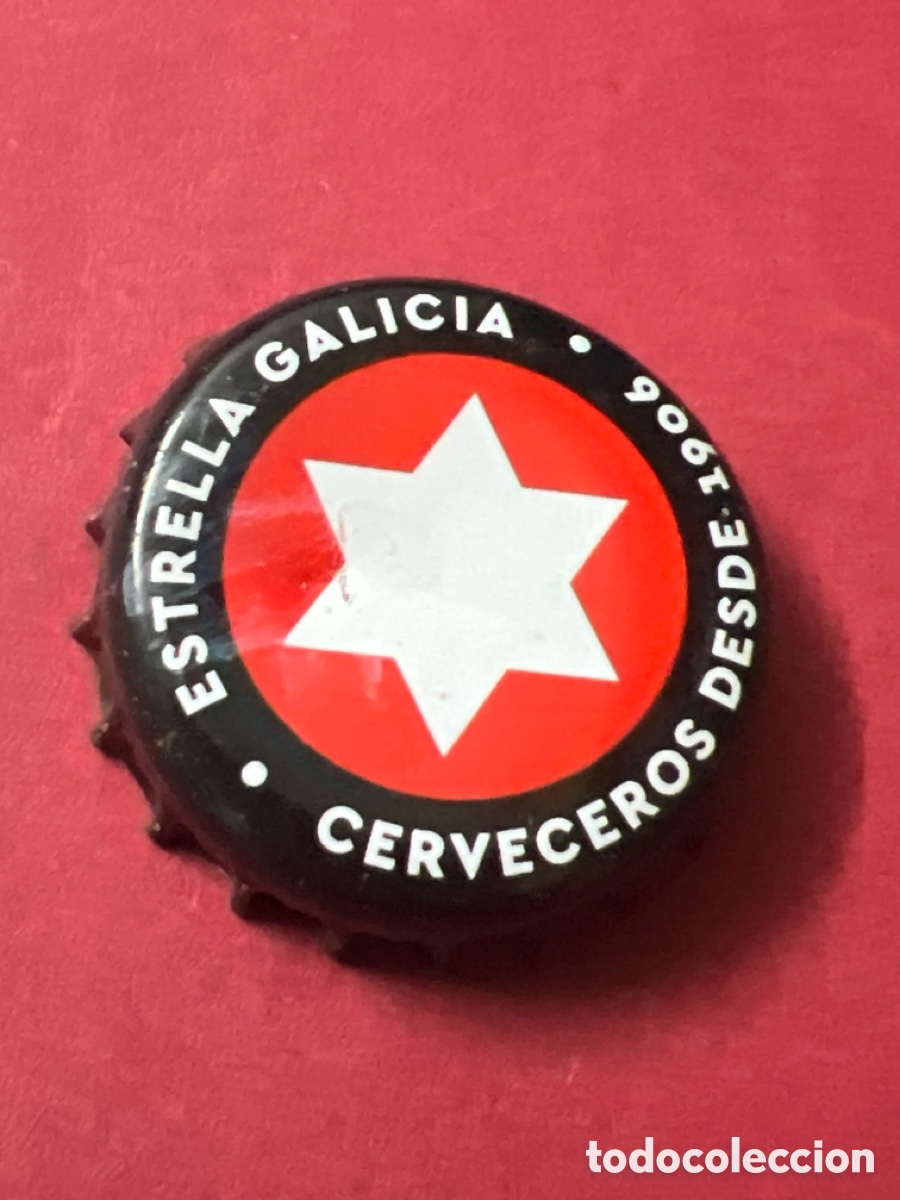 ESTRELLA GALICIA •
CERVECEROS DESDE 1906 •
todocoleccion